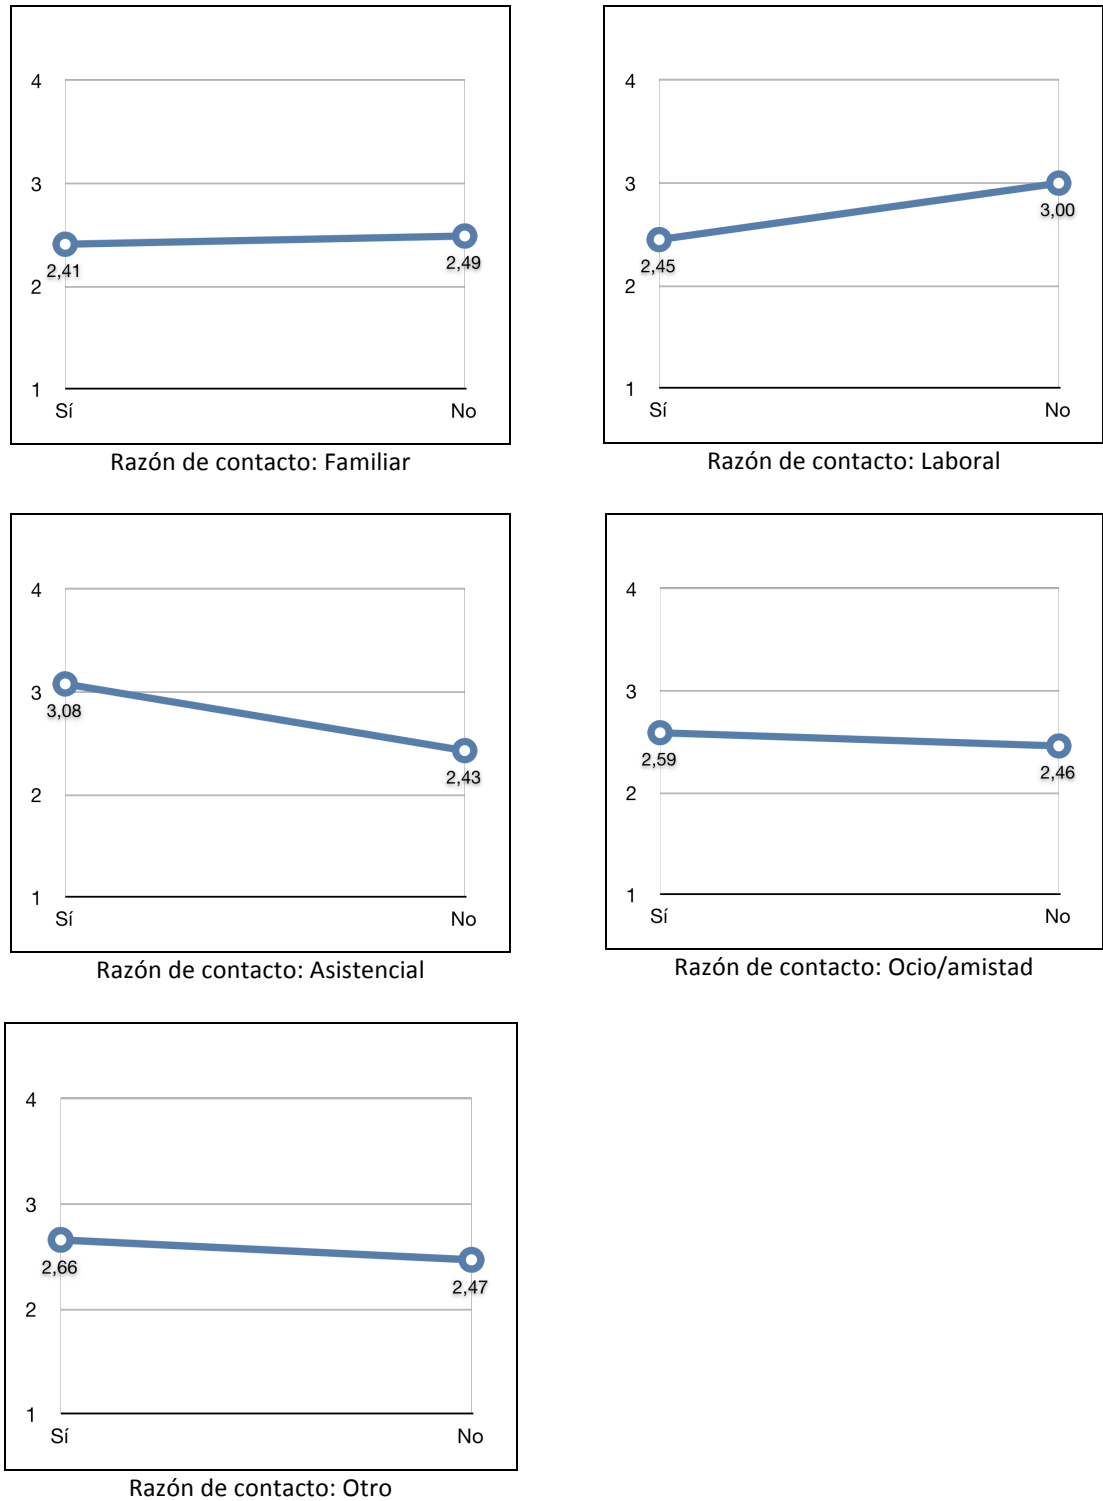 4
3
2
1
2,41
2,49
Sí
No
Razón de contacto: Familiar
4
3
2
1
2,45
3,00
Sí
No
Razón de contacto: Laboral
4
3
2
1
3,08
2,43
Sí
No
Razón de contacto: Asistencial
4
3
2
1
2,59
2,46
Sí
No
Razón de contacto: Ocio/amistad
4
3
2
1
2,66
2,47
Sí
No
Razón de contacto: Otro